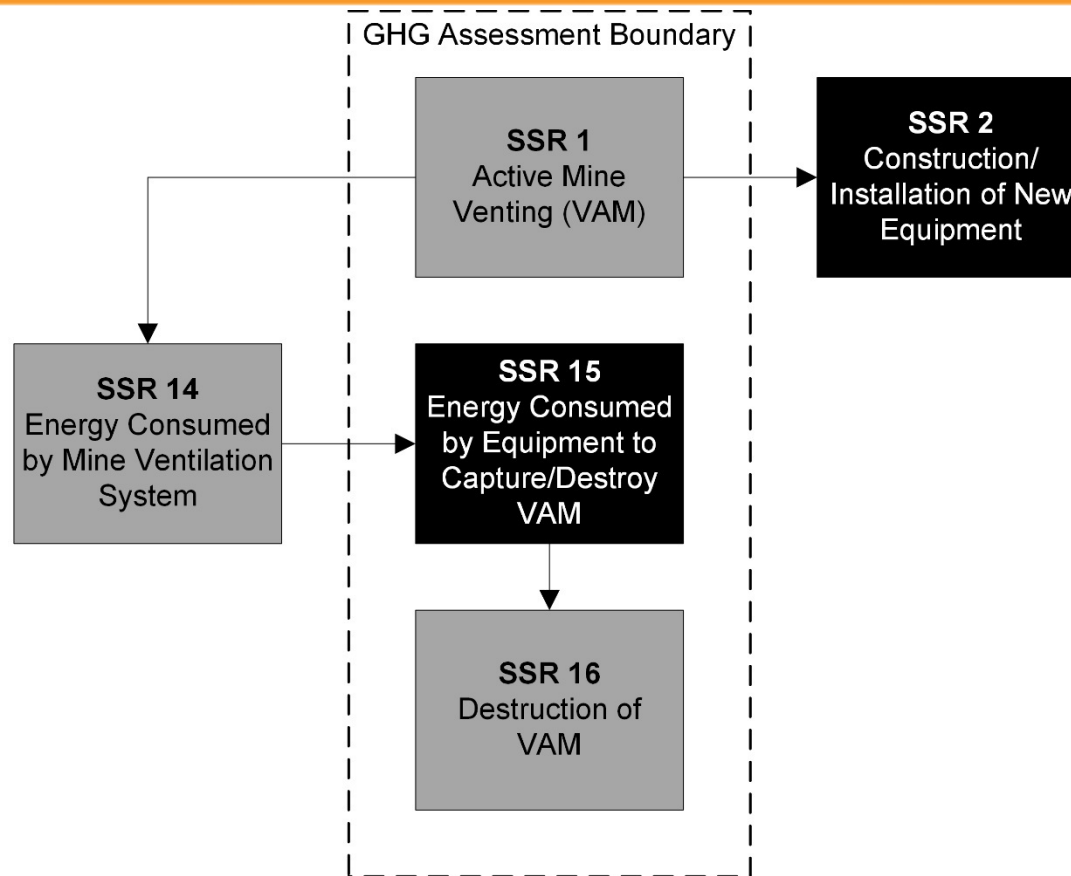 GHG Assessment Boundary
SSR 1
Active Mine
Venting (VAM)
SSR 2
Construction/
Installation of New
Equipment
SSR 14
Energy Consumed
by Mine Ventilation
System
SSR 15
Energy Consumed
by Equipment to
Capture/Destroy
VAM
SSR 16
Destruction of
VAM